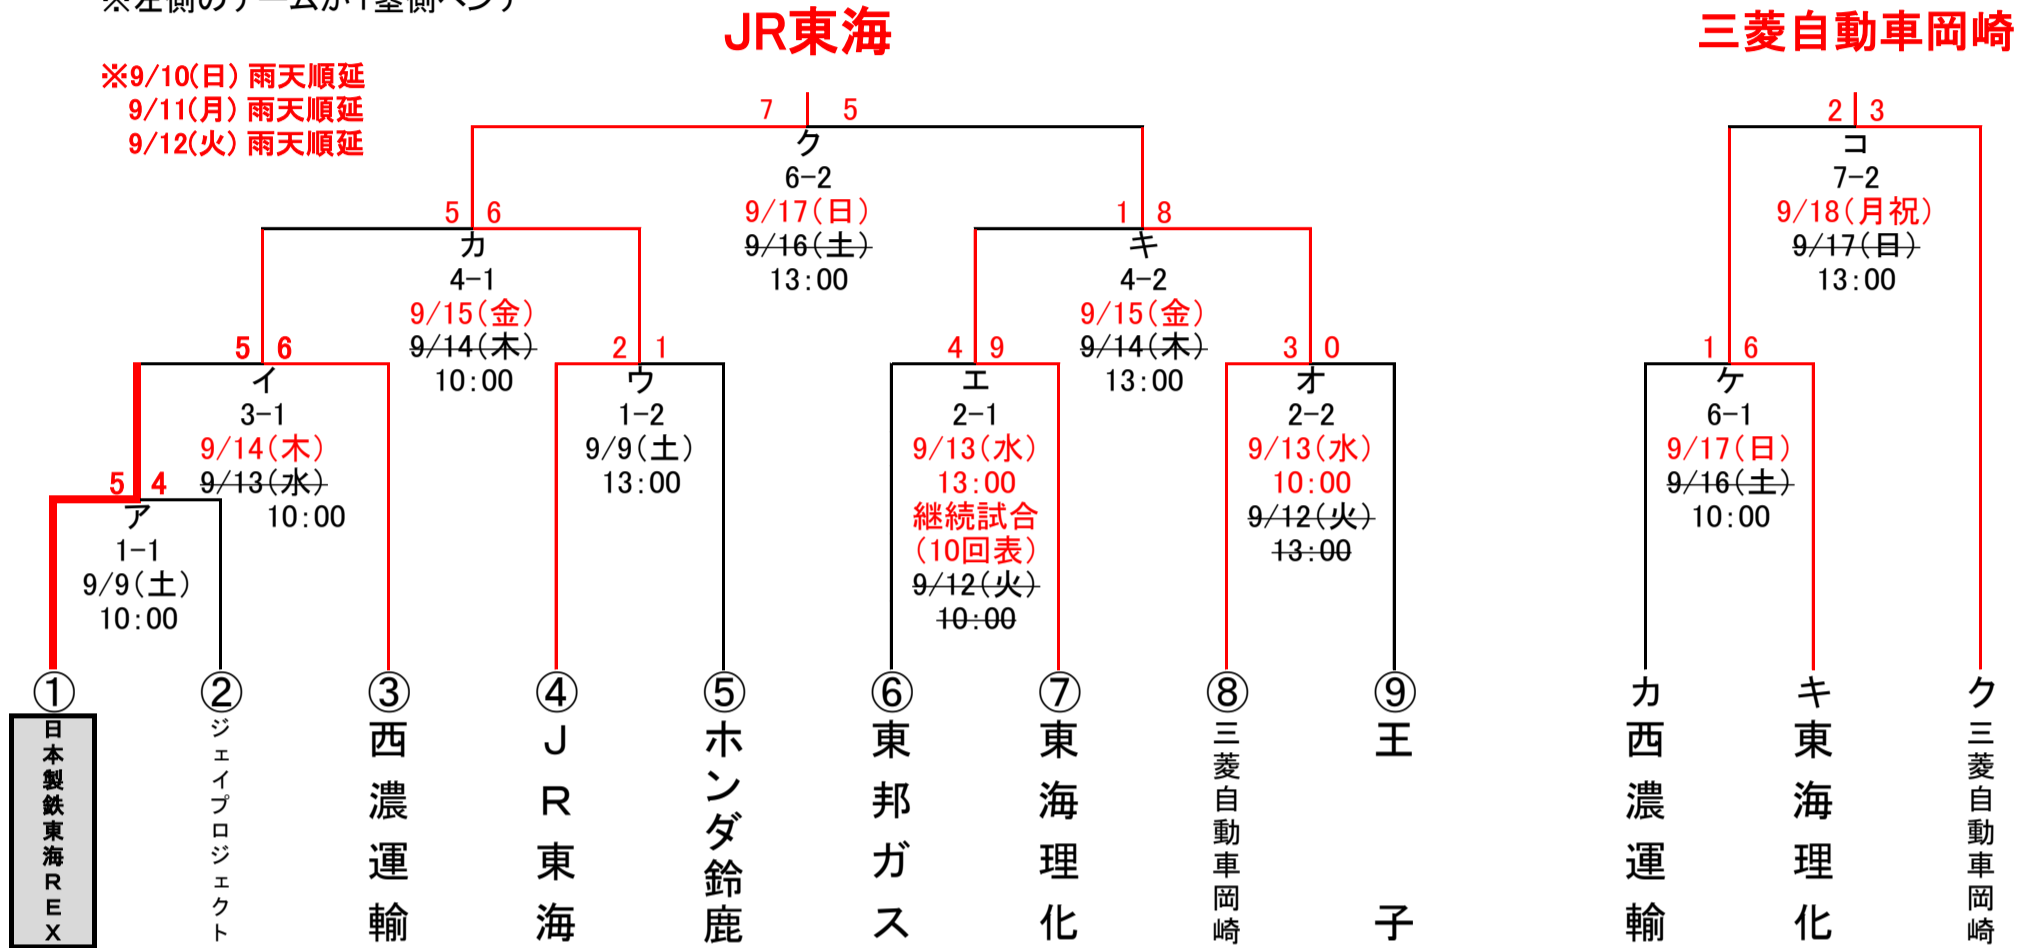 ※左側のチームが1塁側ベンチ
JR東海
三菱自動車岡崎
※9/10(日) 雨天順延
9/11(月) 雨天順延
9/12(火) 雨天順延
7 5
ク
6-2
9/17(日)
9/16(土)
13:00
2 3
コ
7-2
9/18(月祝)
9/17(日)
13:00
5 6
カ
4-1
9/15(金)
9/14(木)
10:00
1 8
キ
4-2
9/15(金)
9/14(木)
13:00
5 6
イ
3-1
9/14(木)
9/13(水)
10:00
2 1
ウ
1-2
9/9(土)
13:00
4 9
エ
2-1
9/13(水)
13:00
継続試合
(10回表)
9/12(火)
10:00
3 0
オ
2-2
9/13(水)
10:00
9/12(火)
13:00
1 6
ケ
6-1
9/17(日)
9/16(土)
10:00
5 4
ア
1-1
9/9(土)
10:00
① 日本製鉄東海REX
② ジェイプロジェクト
③ 西濃運輸
④ JR東海
⑤ ホンダ鈴鹿
⑥ 東邦ガス
⑦ 東海理化
⑧ 三菱自動車岡崎
⑨ 王子
カ 西濃運輸
キ 東海理化
ク 三菱自動車岡崎